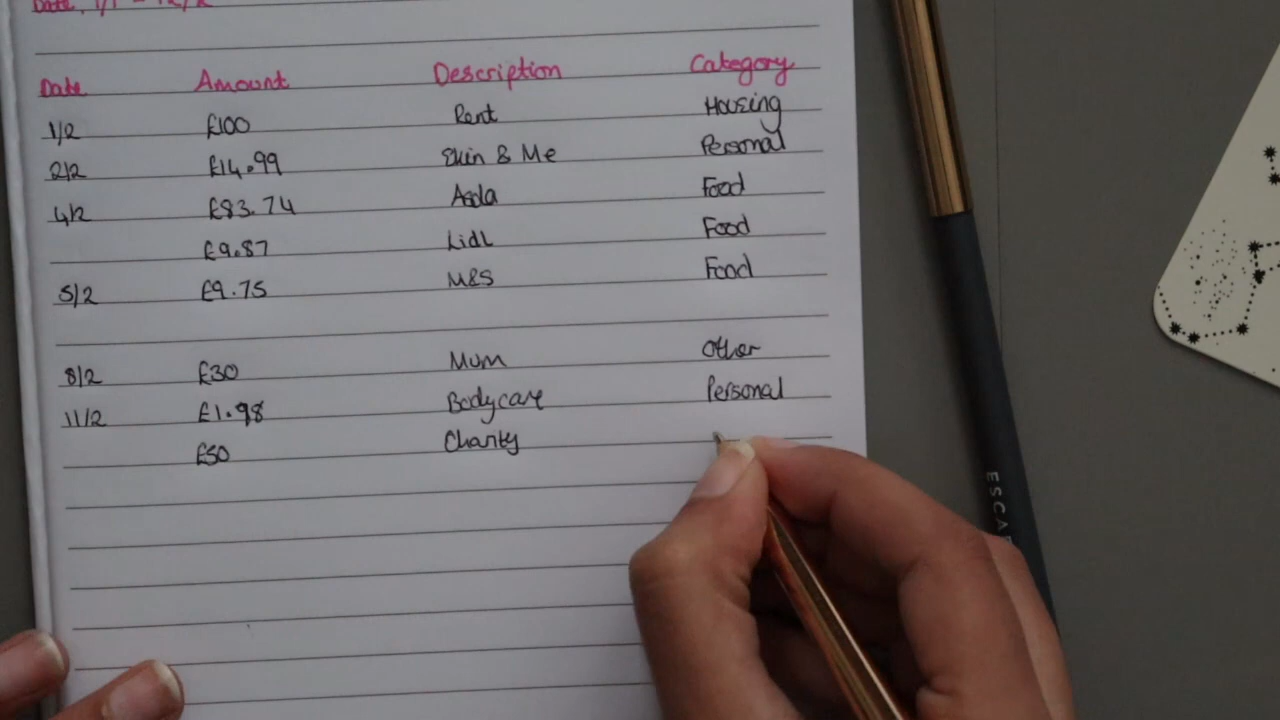 Date
Date Amount Description Category
1/2 £100 Rent Housing
2/2 £14.99 Skin & Me Personal
4/2 £83.74 Asda Food
£9.87 Lidl Food
5/2 £9.75 M&S Food
8/2 £30 Mum Other
11/2 £1.98 Bodycare Personal
£50 Charity
ESCA